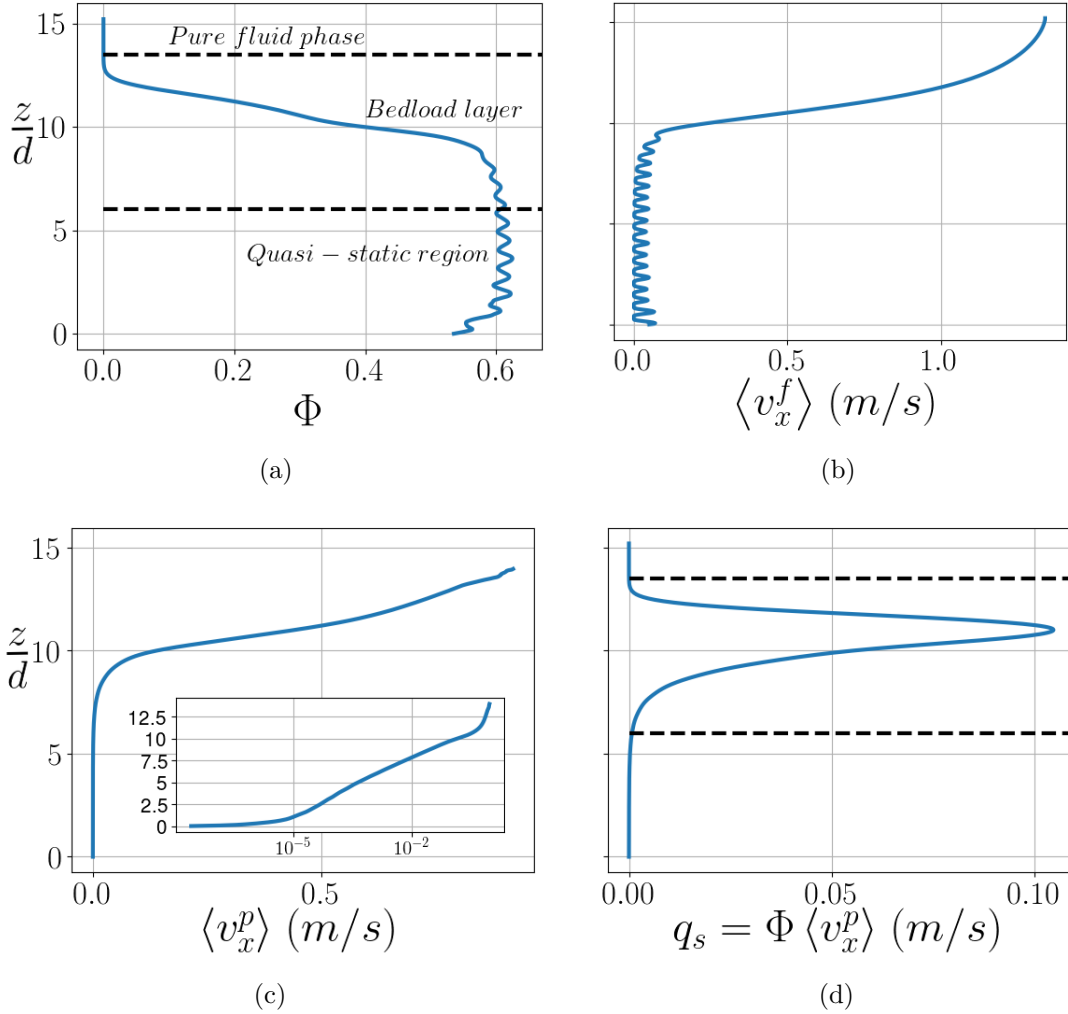 15
10
5
0
z/d
Pure fluid phase
Bedload layer
Quasi − static region
0.0 0.2 0.4 0.6
Φ
(a)
0.0 0.5 1.0
⟨v_x^f⟩ (m/s)
(b)
15
10
5
0
z/d
12.5
10
7.5
5
2.5
0
10^−5 10^−2
0.0 0.5
⟨v_x^p⟩ (m/s)
(c)
0.00 0.05 0.10
q_s = Φ ⟨v_x^p⟩ (m/s)
(d)